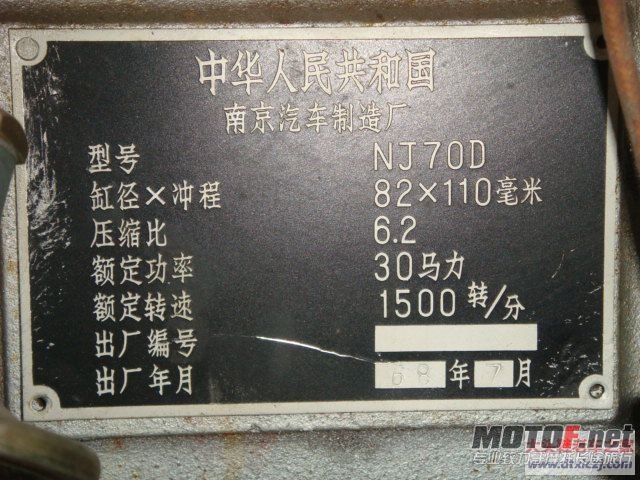 中华人民共和国
南京汽车制造厂
型号 NJ70D
缸径×冲程 82×110毫米
压缩比 6.2
额定功率 30马力
额定转速 1500转/分
出厂编号
出厂年月 68年7月
MOTOF.net
www.dtxlczj.com